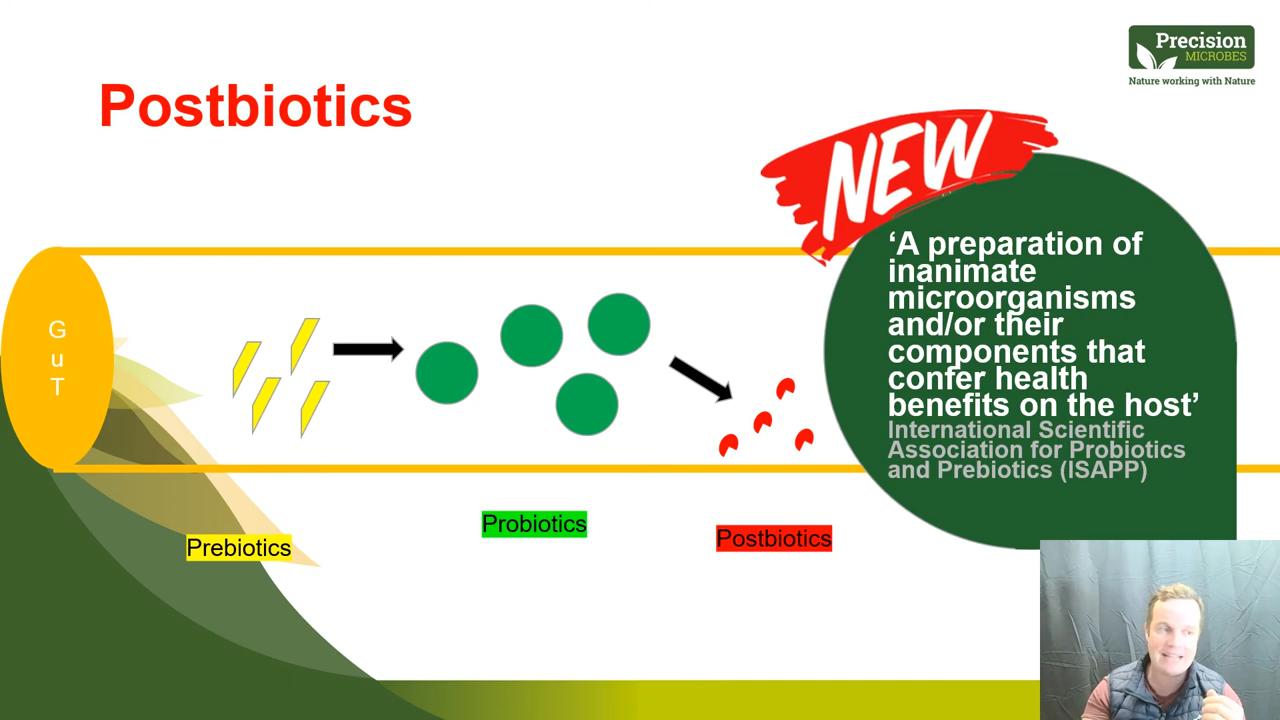 Precision
MICROBES
Nature working with Nature
Postbiotics
NEW
‘A preparation of
inanimate
microorganisms
and/or their
components that
confer health
benefits on the host’
International Scientific
Association for Probiotics
and Prebiotics (ISAPP)
G
u
T
Prebiotics
Probiotics
Postbiotics